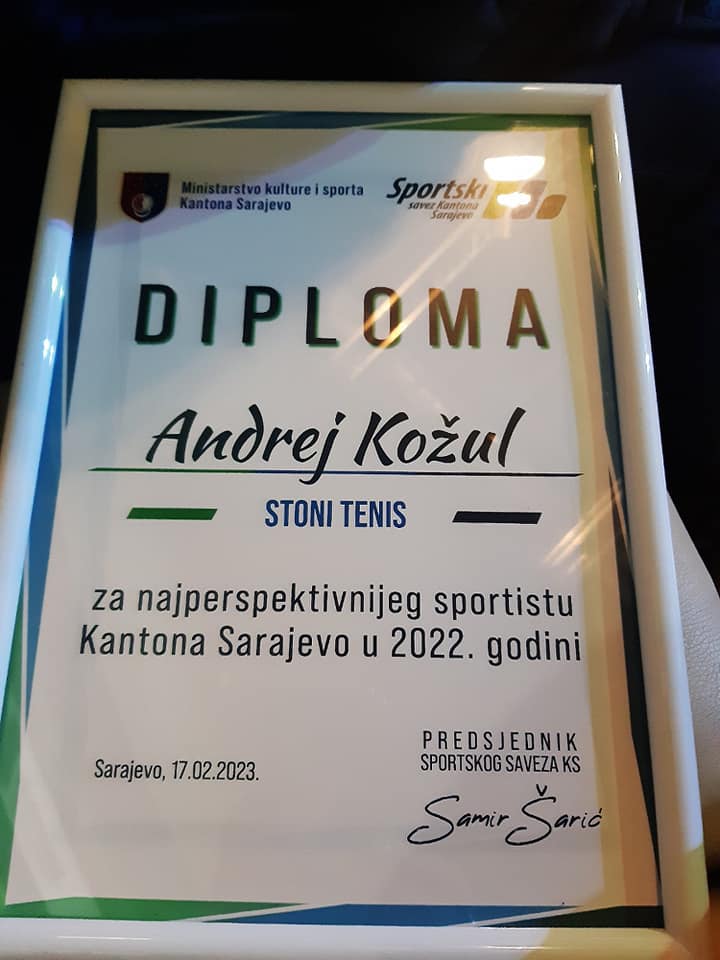 Ministarstvo kulture i sporta
Kantona Sarajevo
Sportski
savez Kantona
Sarajevo
DIPLOMA
Andrej Kožul
STONI TENIS
za najperspektivnijeg sportistu
Kantona Sarajevo u 2022. godini
PREDSJEDNIK
SPORTSKOG SAVEZA KS
Sarajevo, 17.02.2023.
Samir Šarić